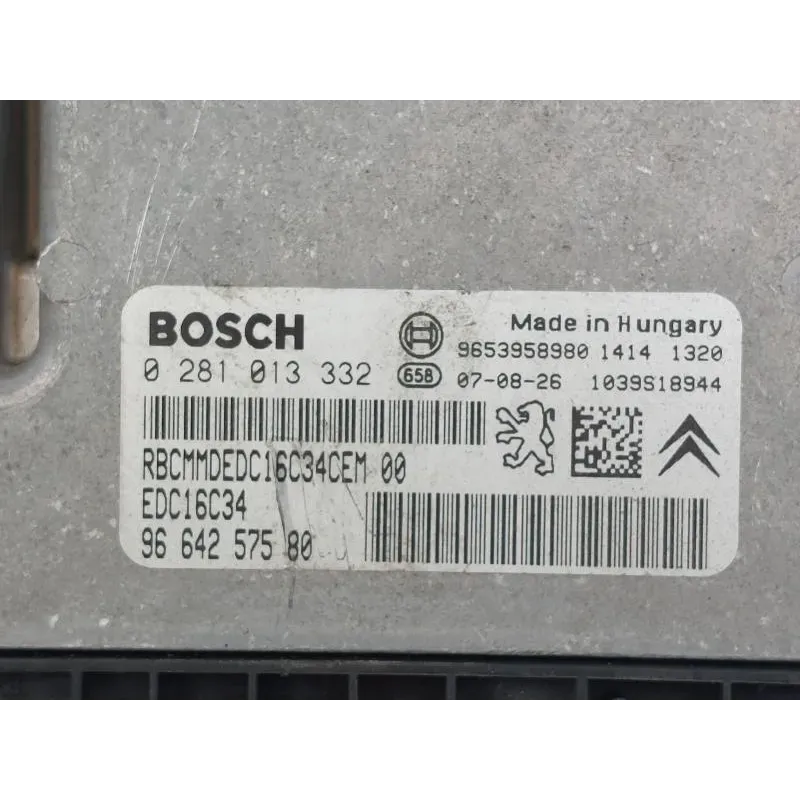 BOSCH
Made in Hungary
9653958980 1414 1320
0 281 013 332
658 07-08-26 1039S18944
RBCMMDEDC16C34CEM 00
EDC16C34
96 642 575 80